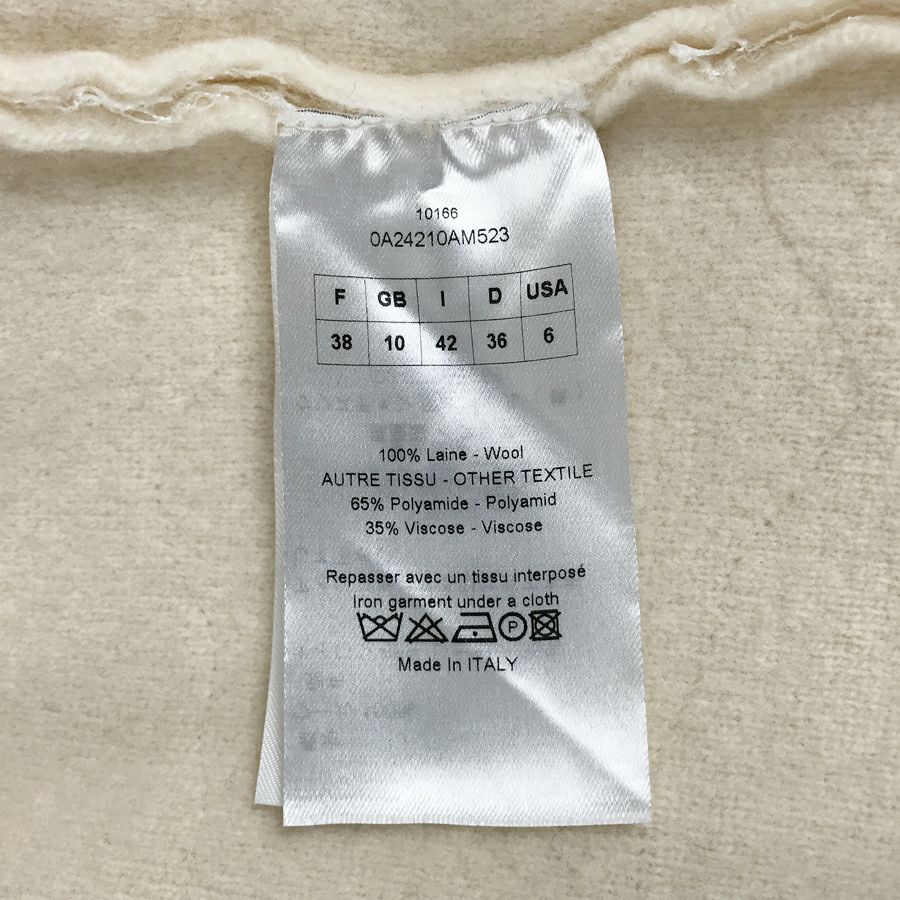 10166
0A24210AM523
F GB I D USA
38 10 42 36 6
100% Laine - Wool
AUTRE TISSU - OTHER TEXTILE
65% Polyamide - Polyamid
35% Viscose - Viscose
Repasser avec un tissu interposé
Iron garment under a cloth
P
Made In ITALY